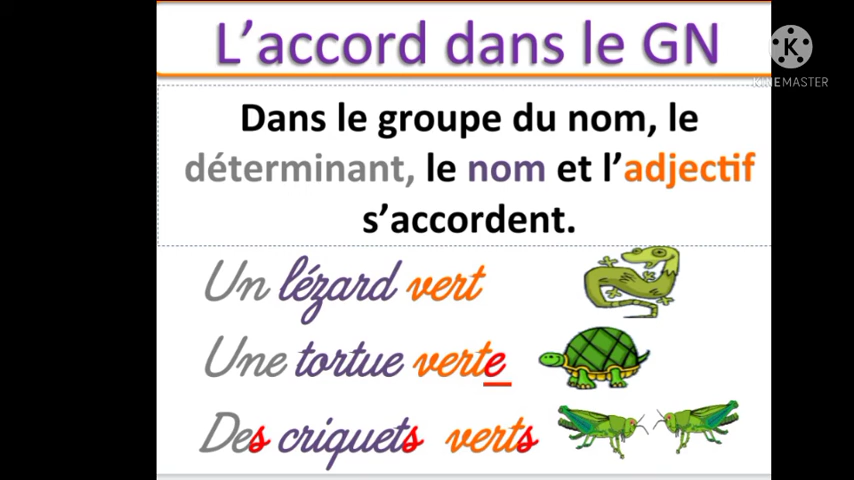 L'accord dans le GN
K
KINEMASTER
Dans le groupe du nom, le
déterminant, le nom et l'adjectif
s'accordent.
Un lézard vert
Une tortue verte
Des criquets verts